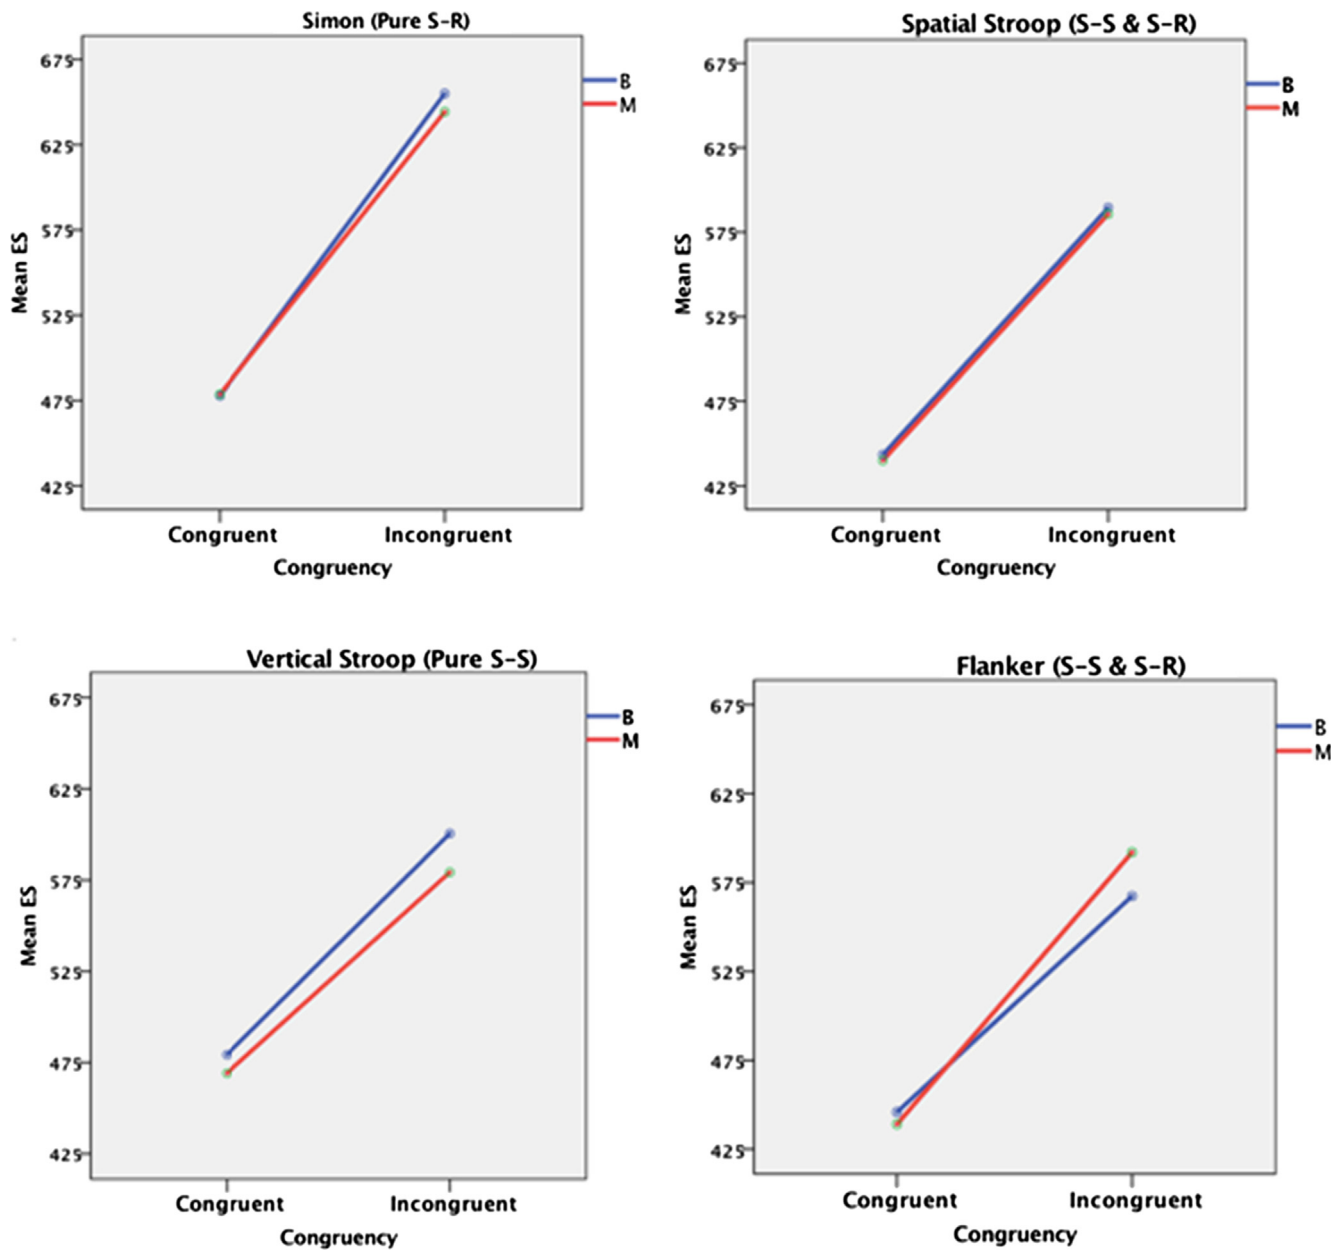 Simon (Pure S-R)
675
625
575
525
475
425
Mean ES
Congruent Incongruent
Congruency
B
M
Spatial Stroop (S-S & S-R)
675
625
575
525
475
425
Mean ES
Congruent Incongruent
Congruency
B
M
Vertical Stroop (Pure S-S)
675
625
575
525
475
425
Mean ES
Congruent Incongruent
Congruency
B
M
Flanker (S-S & S-R)
675
625
575
525
475
425
Mean ES
Congruent Incongruent
Congruency
B
M